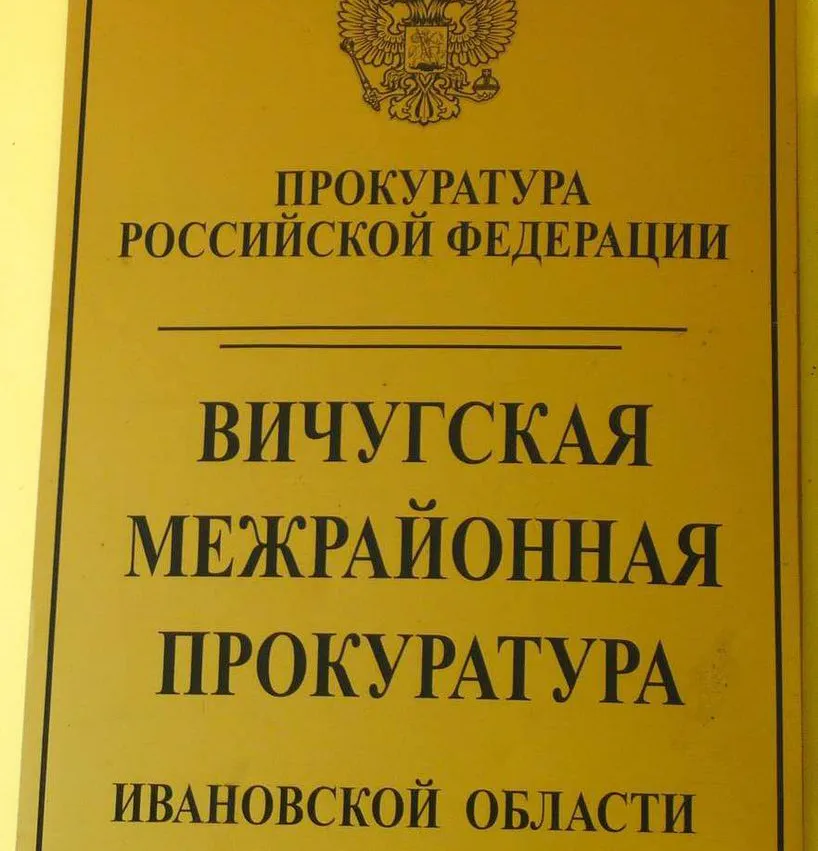 ПРОКУРАТУРА
РОССИЙСКОЙ ФЕДЕРАЦИИ
ВИЧУГСКАЯ
МЕЖРАЙОННАЯ
ПРОКУРАТУРА
ИВАНОВСКОЙ ОБЛАСТИ